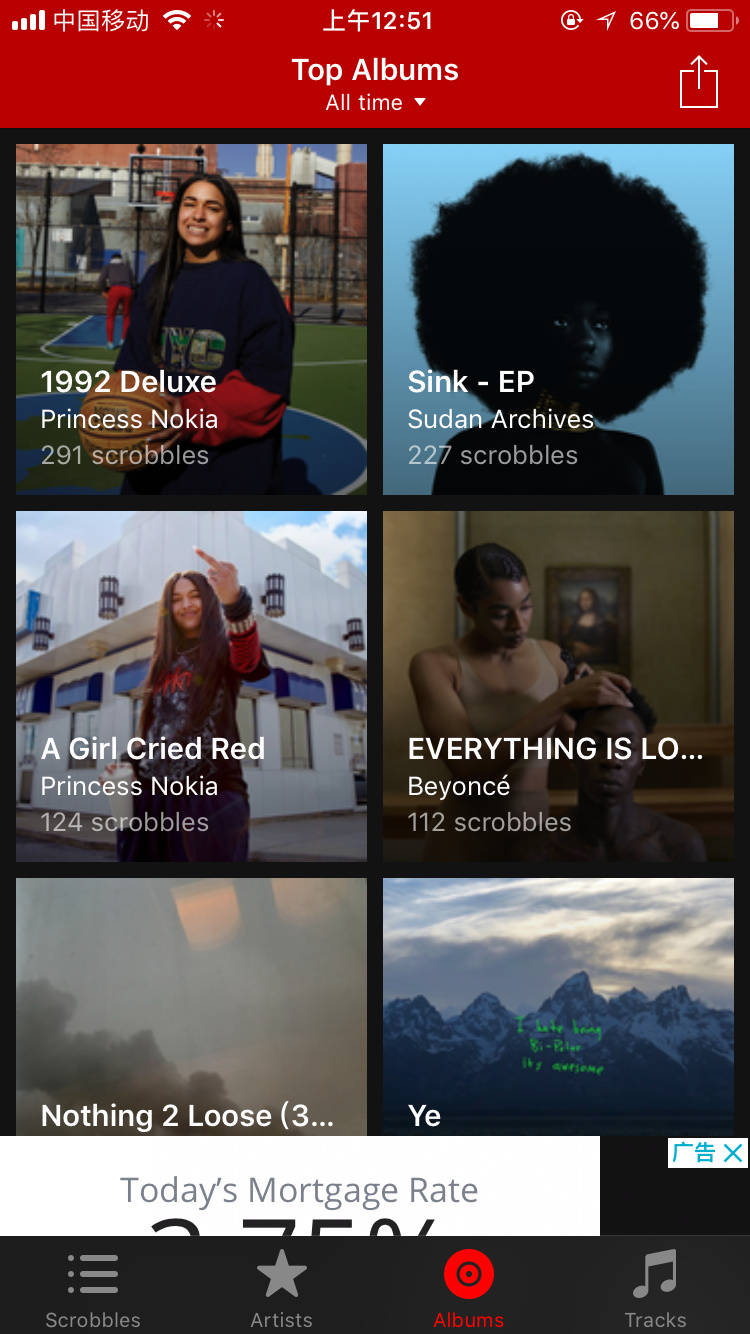 中国移动
上午12:51
66%
Top Albums
All time
1992 Deluxe
Princess Nokia
291 scrobbles
Sink - EP
Sudan Archives
227 scrobbles
A Girl Cried Red
Princess Nokia
124 scrobbles
EVERYTHING IS LO...
Beyoncé
112 scrobbles
Nothing 2 Loose (3...
I hate being
Bi-Polar
its awesome
Ye
广告
Today's Mortgage Rate
Scrobbles
Artists
Albums
Tracks